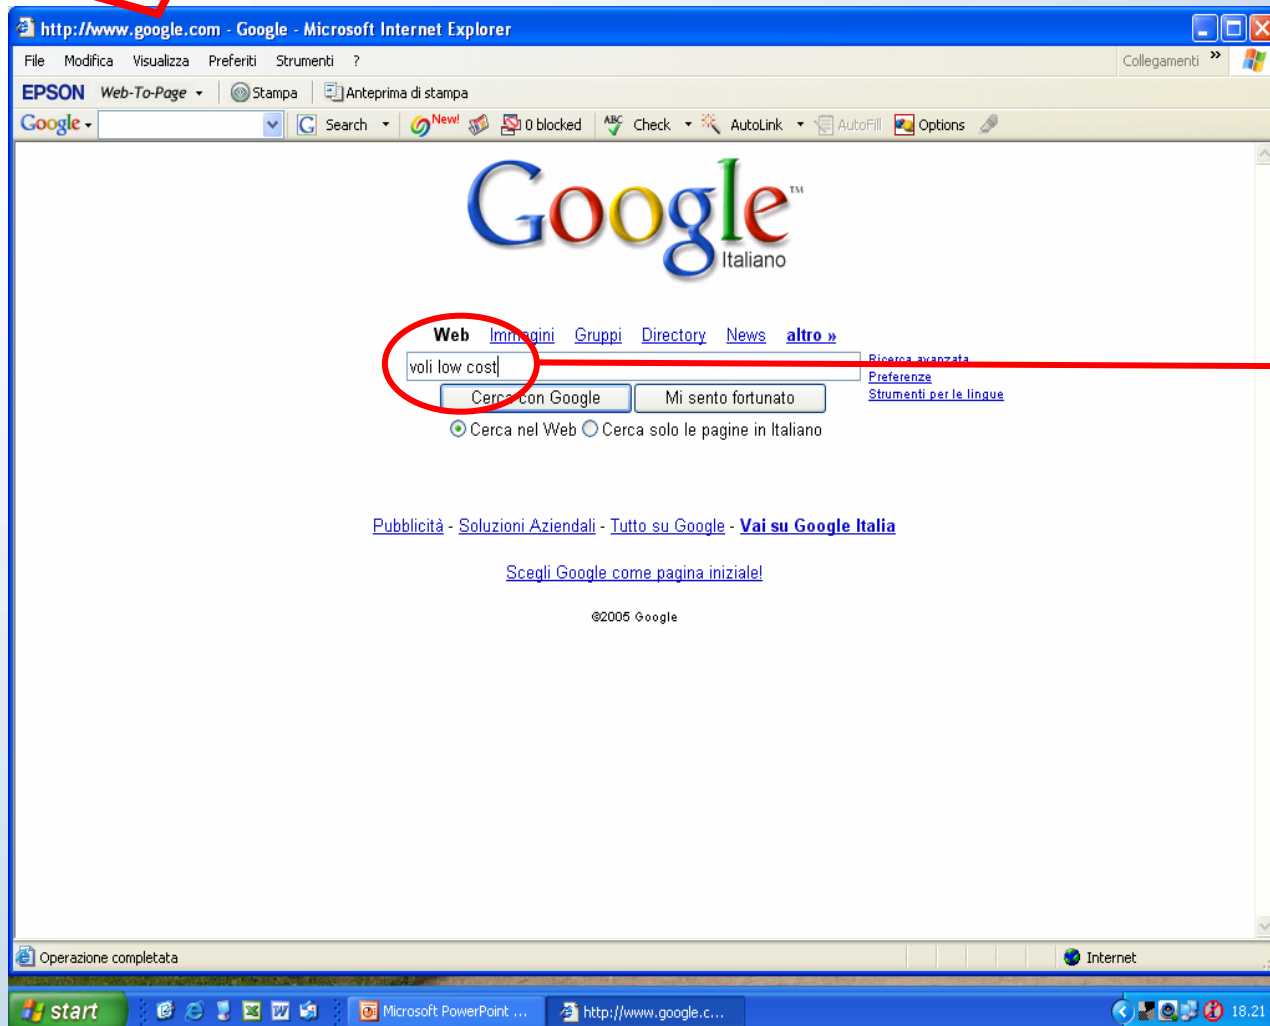 http://www.google.com - Google - Microsoft Internet Explorer
File Modifica Visualizza Preferiti Strumenti ? Collegamenti »
EPSON Web-To-Page Stampa Anteprima di stampa
Google Search New! 0 blocked ABC Check AutoLink AutoFill Options
Google™
Italiano
Web Immagini Gruppi Directory News altro »
voli low cost Ricerca avanzata
Preferenze
Cerca con Google Mi sento fortunato Strumenti per le lingue
Cerca nel Web Cerca solo le pagine in Italiano
Pubblicità - Soluzioni Aziendali - Tutto su Google - Vai su Google Italia
Scegli Google come pagina iniziale!
©2005 Google
Operazione completata Internet
start Microsoft PowerPoint ... http://www.google.c... 18.21